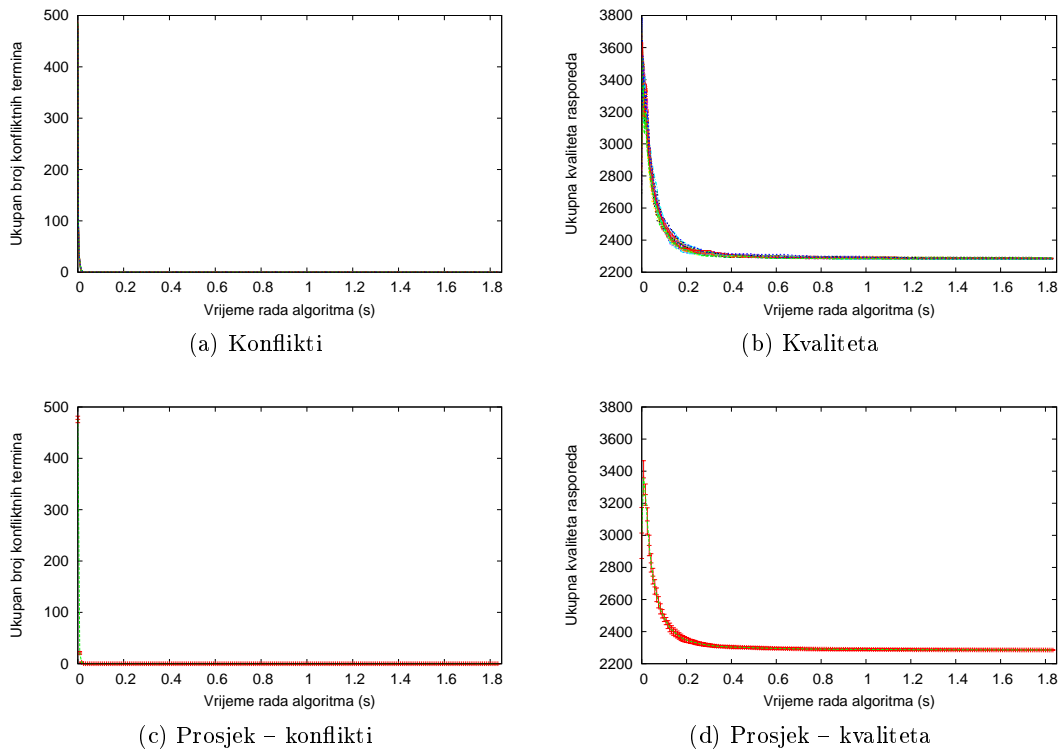 500
400
300
200
100
0
Ukupan broj konfliktnih termina
0 0.2 0.4 0.6 0.8 1 1.2 1.4 1.6 1.8
Vrijeme rada algoritma (s)
(a) Konflikti
3800
3600
3400
3200
3000
2800
2600
2400
2200
Ukupna kvaliteta rasporeda
0 0.2 0.4 0.6 0.8 1 1.2 1.4 1.6 1.8
Vrijeme rada algoritma (s)
(b) Kvaliteta
500
400
300
200
100
0
Ukupan broj konfliktnih termina
0 0.2 0.4 0.6 0.8 1 1.2 1.4 1.6 1.8
Vrijeme rada algoritma (s)
(c) Prosjek – konflikti
3800
3600
3400
3200
3000
2800
2600
2400
2200
Ukupna kvaliteta rasporeda
0 0.2 0.4 0.6 0.8 1 1.2 1.4 1.6 1.8
Vrijeme rada algoritma (s)
(d) Prosjek – kvaliteta